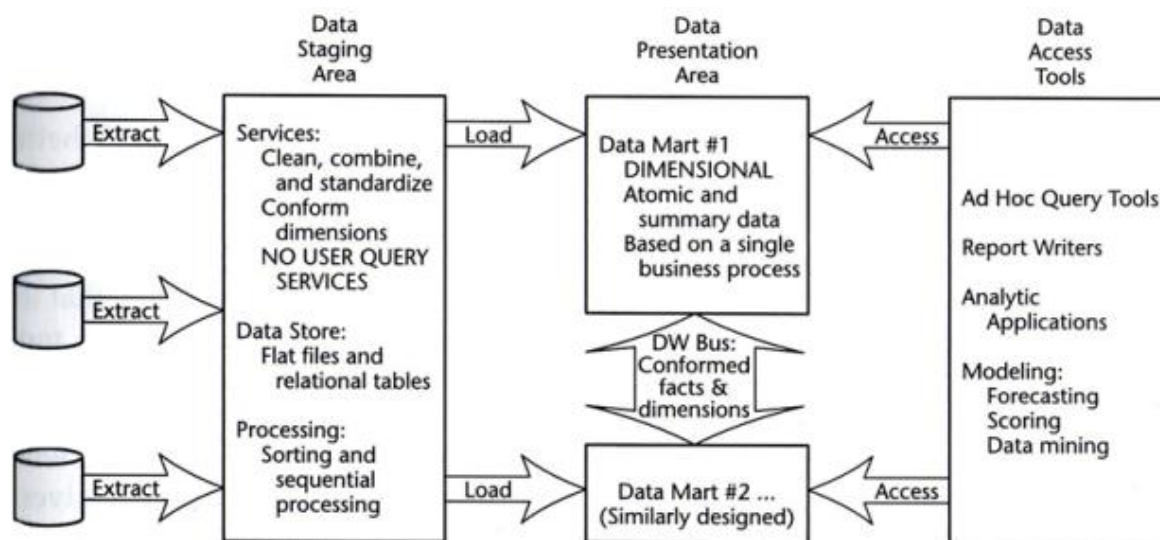 Data
Staging
Area
Data
Presentation
Area
Data
Access
Tools
Extract
Extract
Extract
Services:
Clean, combine,
and standardize
Conform
dimensions
NO USER QUERY
SERVICES
Data Store:
Flat files and
relational tables
Processing:
Sorting and
sequential
processing
Load
Load
Data Mart #1
DIMENSIONAL
Atomic and
summary data
Based on a single
business process
DW Bus:
Conformed
facts &
dimensions
Data Mart #2 ...
(Similarly designed)
Access
Access
Ad Hoc Query Tools
Report Writers
Analytic
Applications
Modeling:
Forecasting
Scoring
Data mining